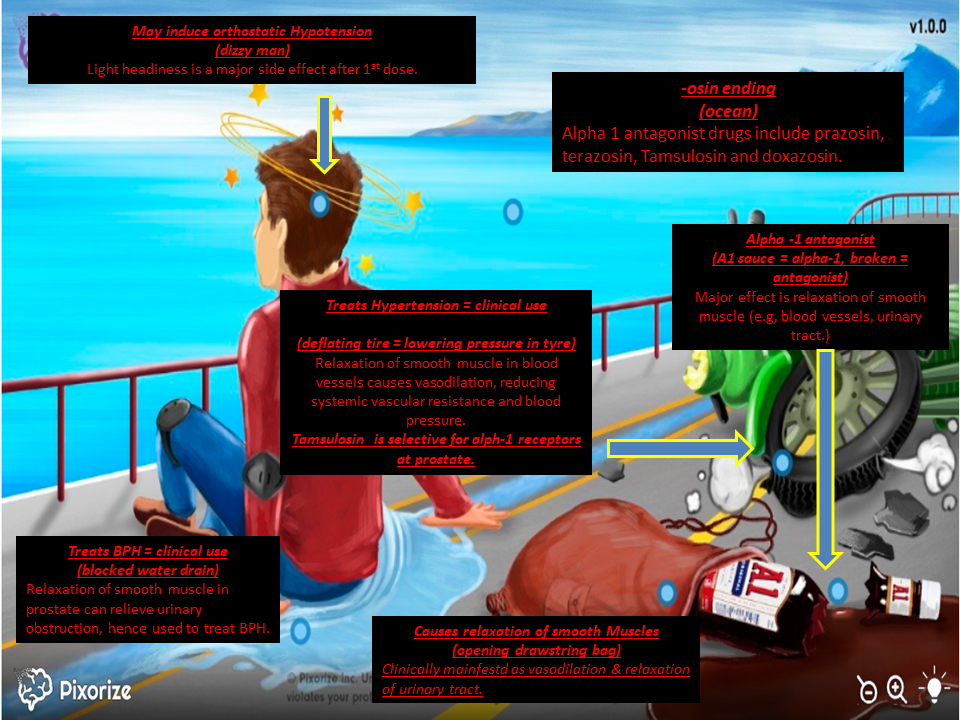 May induce orthostatic Hypotension
(dizzy man)
Light headiness is a major side effect after 1st dose.
v1.0.0
-osin ending
(ocean)
Alpha 1 antagonist drugs include prazosin,
terazosin, Tamsulosin and doxazosin.
Alpha -1 antagonist
(A1 sauce = alpha-1, broken =
antagonist)
Major effect is relaxation of smooth
muscle (e.g, blood vessels, urinary
tract.)
Treats Hypertension = clinical use
(deflating tire = lowering pressure in tyre)
Relaxation of smooth muscle in blood
vessels causes vasodilation, reducing
systemic vascular resistance and blood
pressure.
Tamsulosin is selective for alph-1 receptors
at prostate.
Treats BPH = clinical use
(blocked water drain)
Relaxation of smooth muscle in
prostate can relieve urinary
obstruction, hence used to treat BPH.
A1
A1
Causes relaxation of smooth Muscles
(opening drawstring bag)
Clinically mainfestd as vasodilation & relaxation
of urinary tract.
© Pixorize Inc. Un
violates your
Pixorize